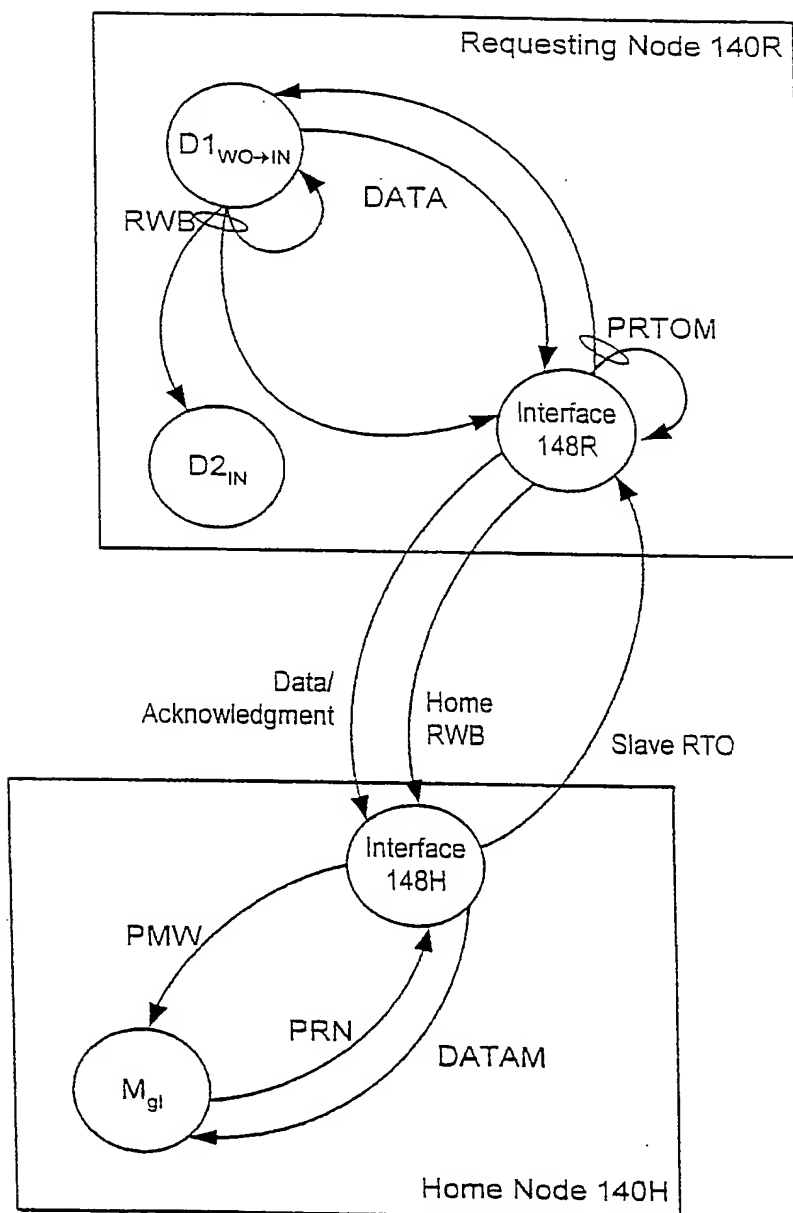 Requesting Node 140R
D1WO→IN
DATA
RWB
PRTOM
Interface
148R
D2IN
Data/
Acknowledgment
Home
RWB
Slave RTO
Interface
148H
PMW
PRN
DATAM
Mgl
Home Node 140H